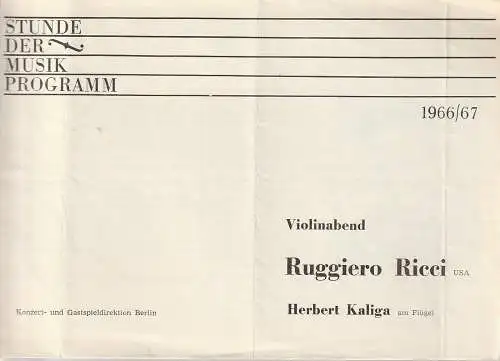 STUNDE
DER
MUSIK
PROGRAMM
1966/67
Violinabend
Ruggiero Ricci USA
Herbert Kaliga am Flügel
Konzert- und Gastspieldirektion Berlin